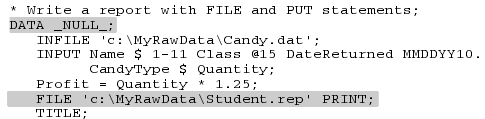 * Write a report with FILE and PUT statements;
DATA _NULL_;
INFILE 'c:\MyRawData\Candy.dat';
INPUT Name $ 1-11 Class @15 DateReturned MMDDYY10.
CandyType $ Quantity;
Profit = Quantity * 1.25;
FILE 'c:\MyRawData\Student.rep' PRINT;
TITLE;